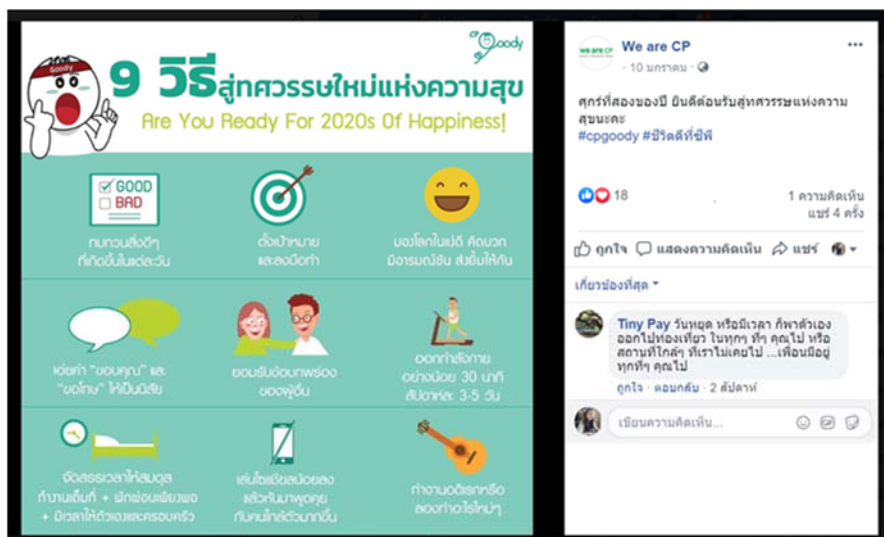 CP Goody
Goody
9 วิธีสู่ทศวรรษใหม่แห่งความสุข
Are You Ready For 2020s Of Happiness!
GOOD
BAD
ทบทวนสิ่งดีๆ
ที่เกิดขึ้นในแต่ละวัน
ตั้งเป้าหมาย
และลงมือทำ
มองโลกในแง่ดี คิดบวก
มีอารมณ์ขัน ส่งยิ้มให้กัน
เอ่ยคำ "ขอบคุณ" และ
"ขอโทษ" ให้เป็นนิสัย
ยอมรับข้อบกพร่อง
ของผู้อื่น
ออกกำลังกาย
อย่างน้อย 30 นาที
สัปดาห์ละ 3-5 วัน
จัดสรรเวลาให้สมดุล
ทำงานเต็มที่ + พักผ่อนเพียงพอ
+ มีเวลาให้ตัวเองและครอบครัว
เล่นโซเชียลน้อยลง
แล้วหันมาพูดคุย
กับคนใกล้ตัวมากขึ้น
ทำงานอดิเรกหรือ
ลองทำอะไรใหม่ๆ
we are CP
We are CP
10 มกราคม ·
ศุกร์ที่สองของปี ยินดีต้อนรับสู่ทศวรรษแห่งความ
สุขนะคะ
#cpgoody #ชีวิตดีที่ซีพี
18
1 ความคิดเห็น
แชร์ 4 ครั้ง
ถูกใจ แสดงความคิดเห็น แชร์
เกี่ยวข้องที่สุด
Tiny Pay วันหยุด หรือมีเวลา ก็พาตัวเอง
ออกไปท่องเที่ยว ในทุกๆ ที่ๆ คุณไป หรือ
สถานที่ใกล้ๆ ที่เราไม่เคยไป ...เพื่อนมีอยู่
ทุกที่ๆ คุณไป
ถูกใจ · ตอบกลับ · 2 สัปดาห์
เขียนความคิดเห็น...
GIF